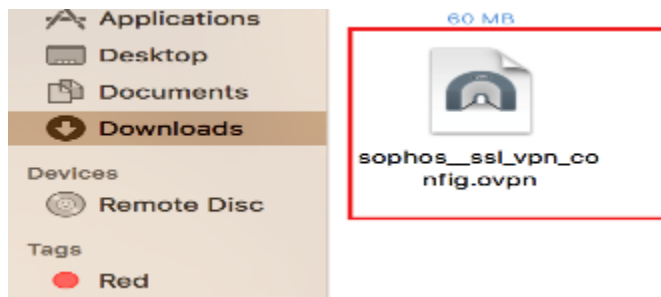 Applications
Desktop
Documents
Downloads
Devices
Remote Disc
Tags
Red
60 MB
sophos__ssl_vpn_co
nfig.ovpn